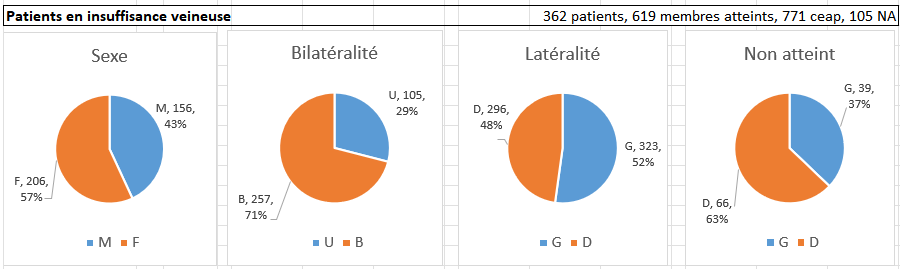 Patients en insuffisance veineuse
362 patients, 619 membres atteints, 771 ceap, 105 NA
Sexe
M, 156,
43%
F, 206,
57%
M F
Bilatéralité
U, 105,
29%
B, 257,
71%
U B
Latéralité
D, 296,
48%
G, 323,
52%
G D
Non atteint
G, 39,
37%
D, 66,
63%
G D